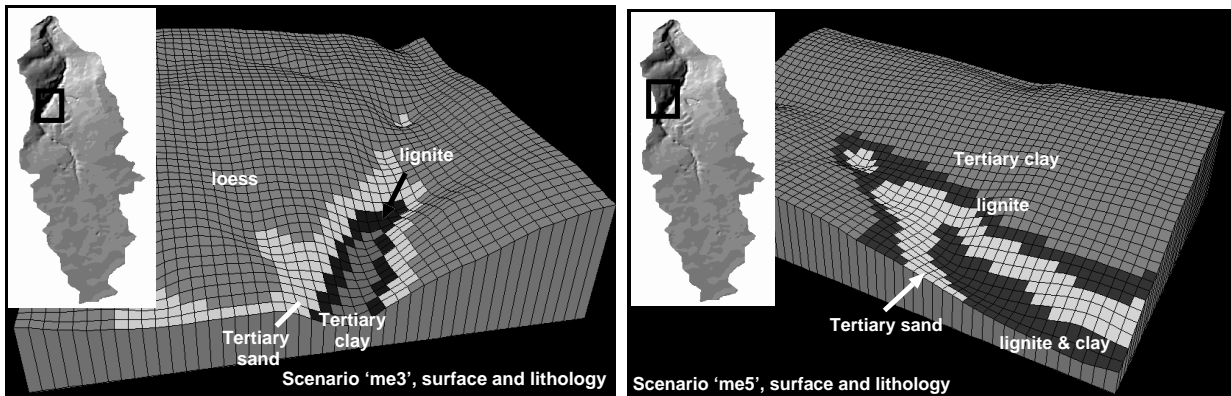 lignite
loess
Tertiary
sand
Tertiary
clay
Scenario ‘me3’, surface and lithology
Tertiary clay
lignite
Tertiary sand
lignite & clay
Scenario ‘me5’, surface and lithology